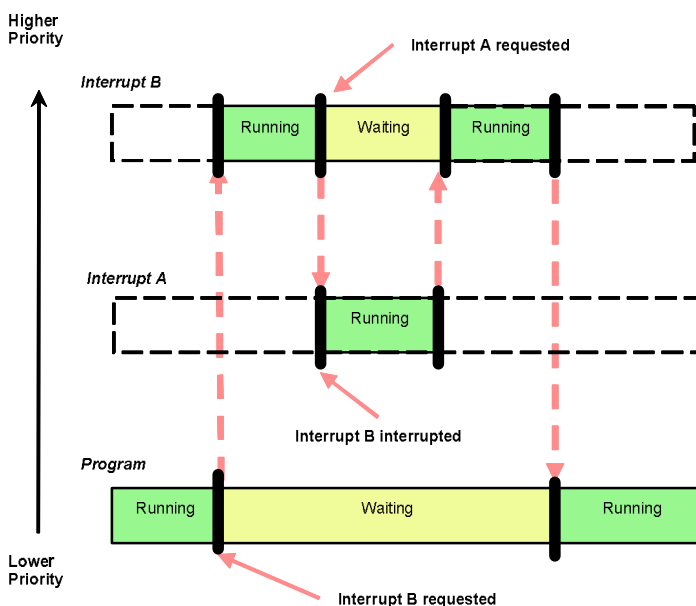 Higher
Priority
Interrupt A requested
Interrupt B
Running
Waiting
Running
Interrupt A
Running
Interrupt B interrupted
Program
Running
Waiting
Running
Lower
Priority
Interrupt B requested